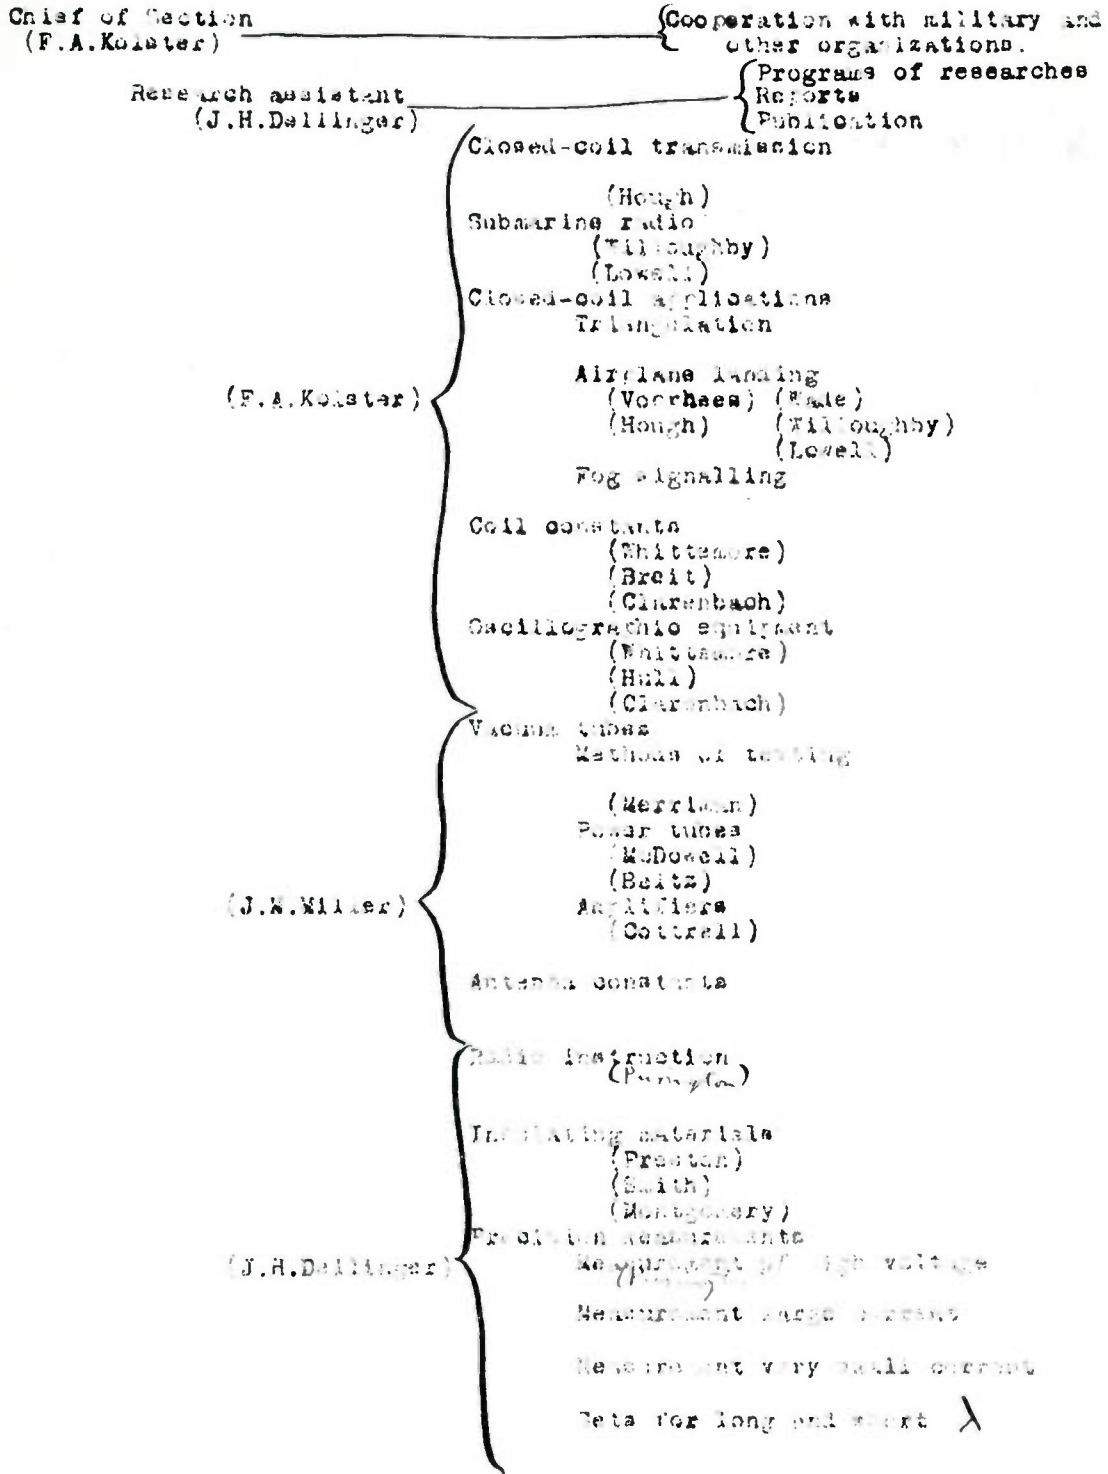 Chief of Section
(F.A.Kolster)
Cooperation with military and
other organizations.
Research assistant
(J.H.Dellinger)
Programs of researches
Reports
Publication
(F.A.Kolster)
Closed-coil transmission
(Hough)
Submarine radio
(Willoughby)
(Lowell)
Closed-coil applications
Triangulation
Airplane landing
(Voorhees) (Wade)
(Hough) (Willoughby)
(Lowell)
Fog signalling
Coil constants
(Whittemore)
(Breit)
(Clarenbach)
Oscillographic equipment
(Whittemore)
(Hull)
(Clarenbach)
(J.M.Miller)
Vacuum tubes
Methods of testing
(Merriman)
Power tubes
(McDowell)
(Beltz)
Amplifiers
(Cottrell)
Antenna constants
(J.H.Dellinger)
Radio instruction
(Purington)
Insulating materials
(Preston)
(Smith)
(Montgomery)
Precision measurements
Measurement of high voltage
Measurement large current
Measurement very small current
Sets for long and short λ